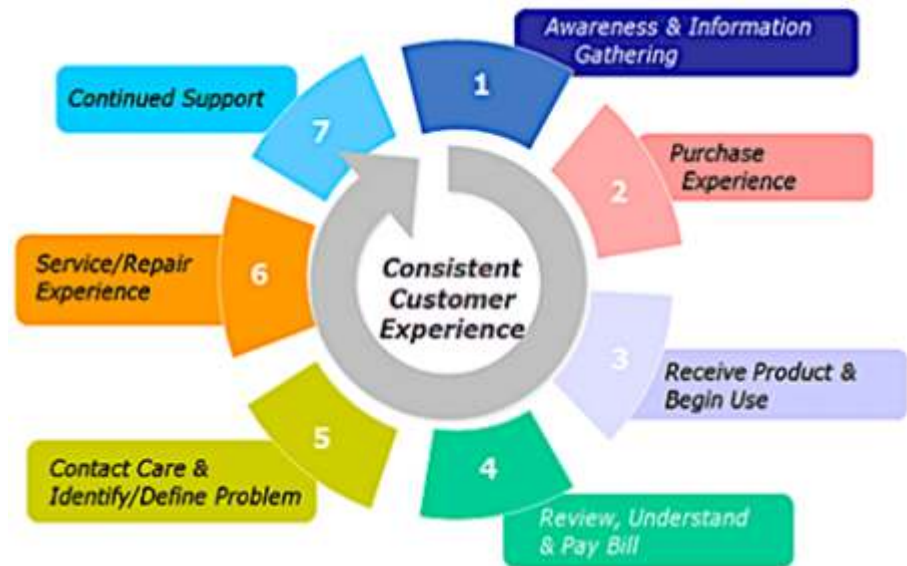 1
Awareness & Information
Gathering
2
Purchase
Experience
3
Receive Product &
Begin Use
4
Review, Understand
& Pay Bill
5
Contact Care &
Identify/Define Problem
6
Service/Repair
Experience
7
Continued Support
Consistent
Customer
Experience